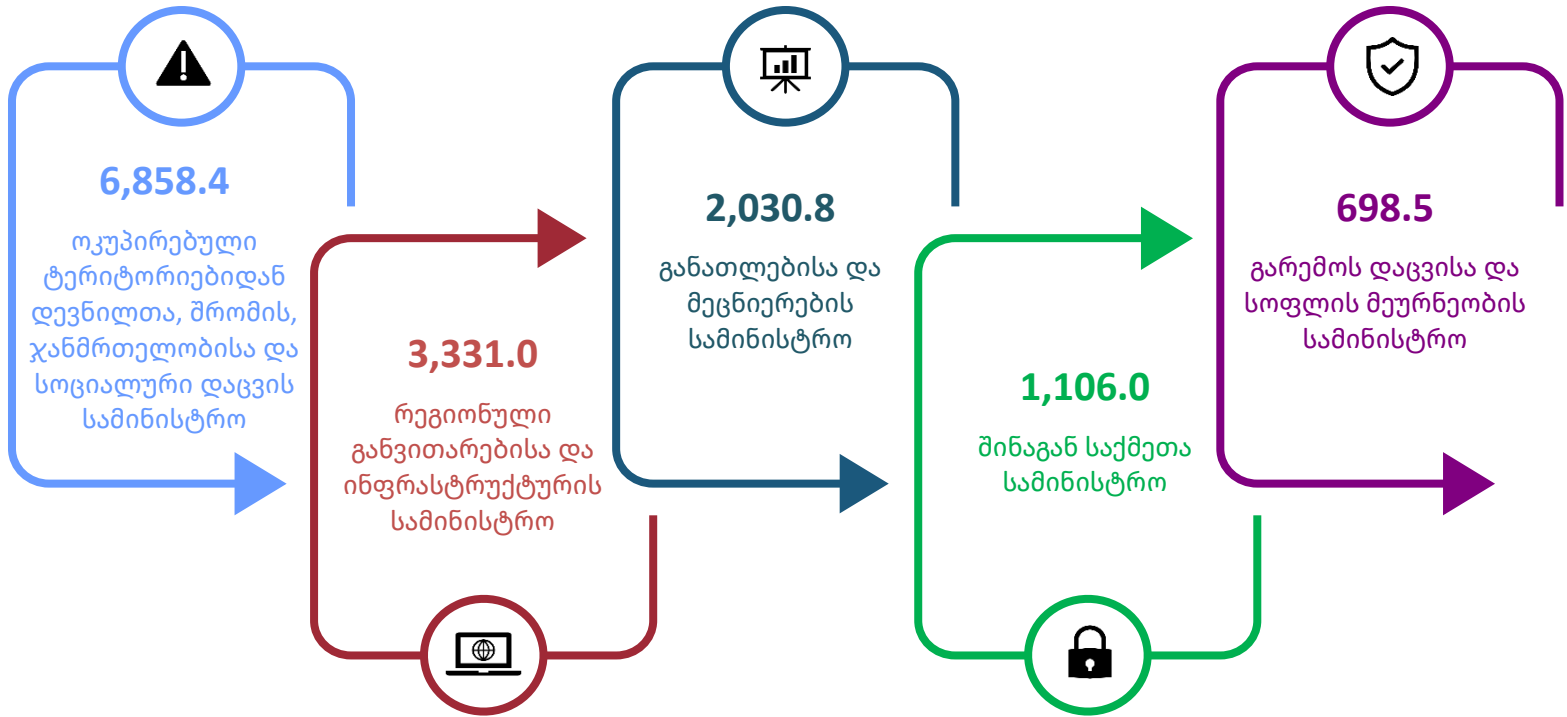 6,858.4
ოკუპირებული
ტერიტორიებიდან
დევნილთა, შრომის,
ჯანმრთელობისა და
სოციალური დაცვის
სამინისტრო
3,331.0
რეგიონული
განვითარებისა და
ინფრასტრუქტურის
სამინისტრო
2,030.8
განათლებისა და
მეცნიერების
სამინისტრო
1,106.0
შინაგან საქმეთა
სამინისტრო
698.5
გარემოს დაცვისა და
სოფლის მეურნეობის
სამინისტრო